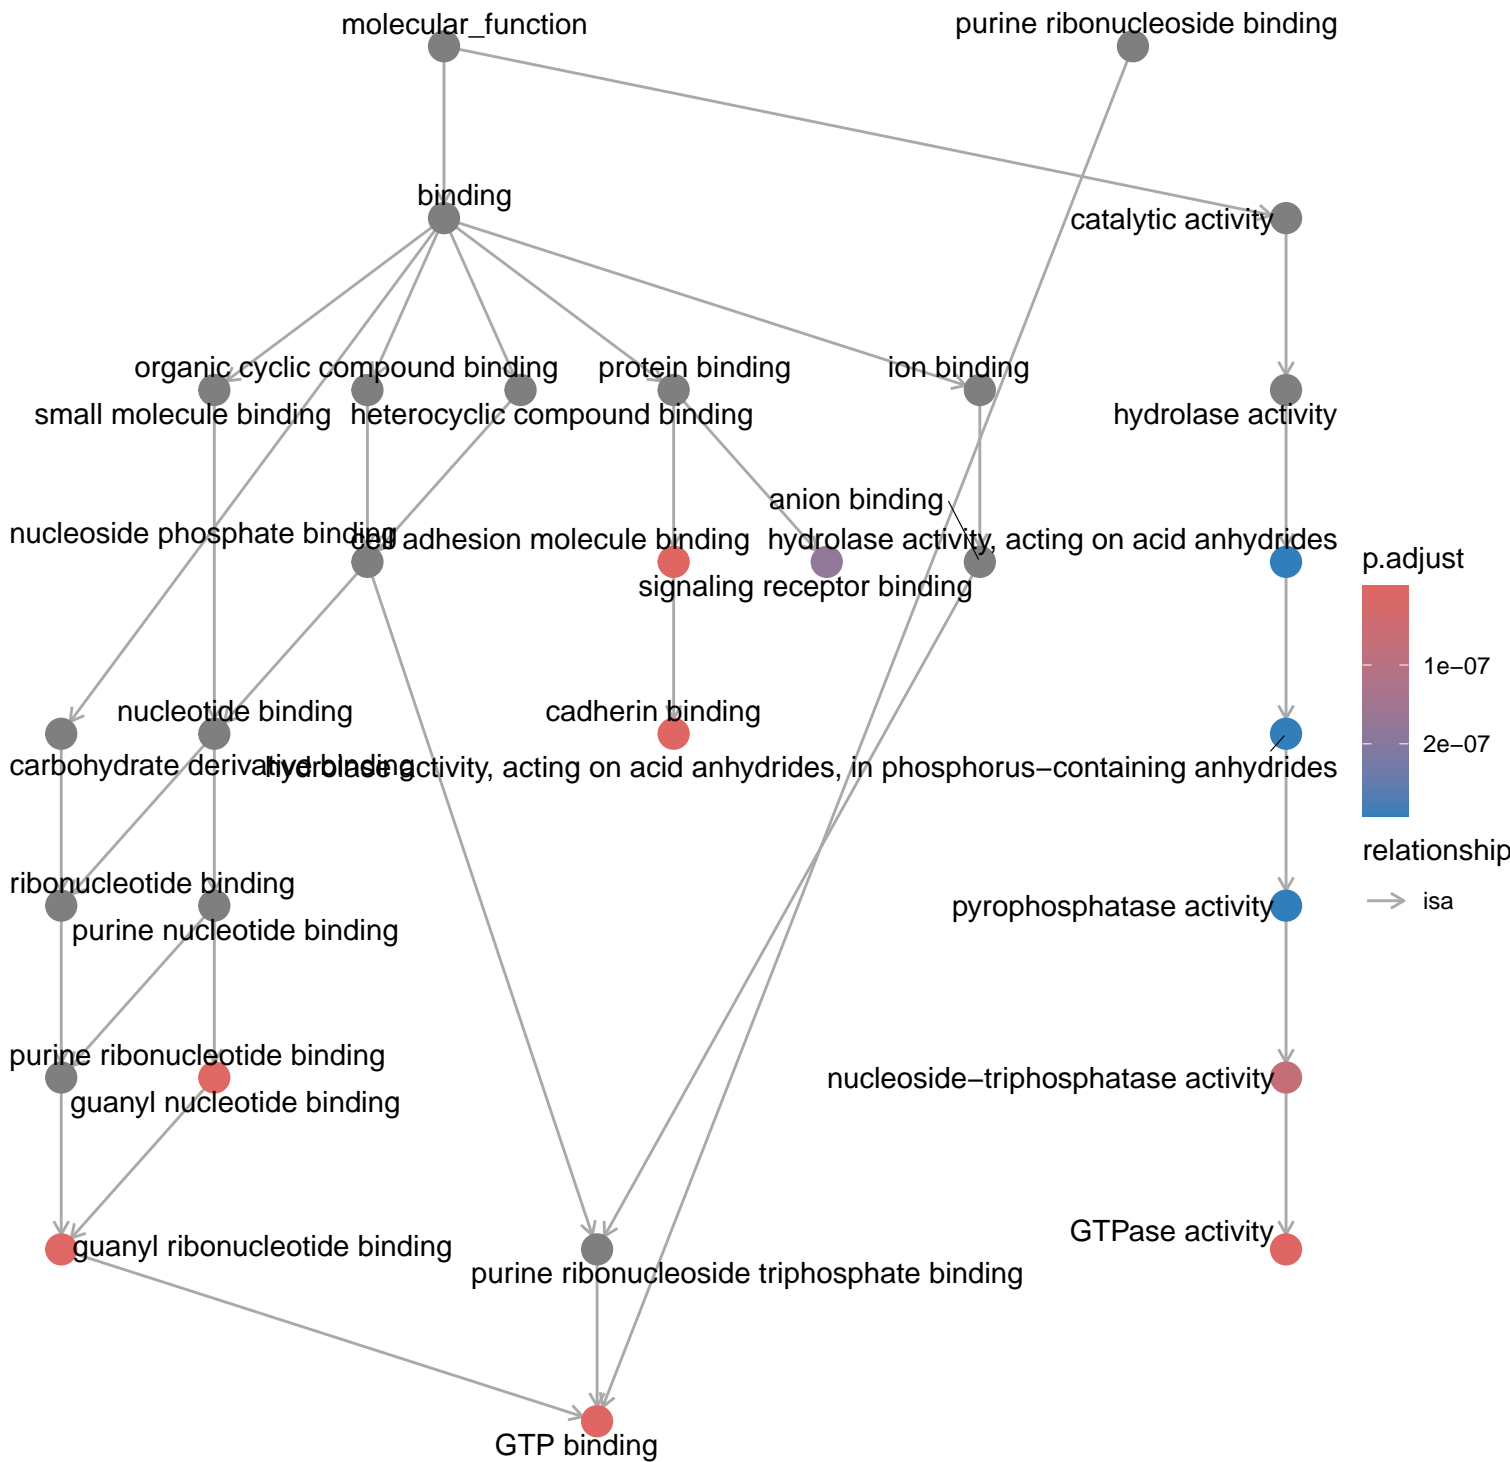 molecular_function
purine ribonucleoside binding
binding
catalytic activity
organic cyclic compound binding
protein binding
ion binding
small molecule binding
heterocyclic compound binding
hydrolase activity
anion binding
nucleoside phosphate binding
cell adhesion molecule binding
hydrolase activity, acting on acid anhydrides
signaling receptor binding
p.adjust
1e−07
2e−07
nucleotide binding
cadherin binding
carbohydrate derivative binding
hydrolase activity, acting on acid anhydrides, in phosphorus−containing anhydrides
relationship
isa
ribonucleotide binding
pyrophosphatase activity
purine nucleotide binding
purine ribonucleotide binding
nucleoside−triphosphatase activity
guanyl nucleotide binding
GTPase activity
guanyl ribonucleotide binding
purine ribonucleoside triphosphate binding
GTP binding